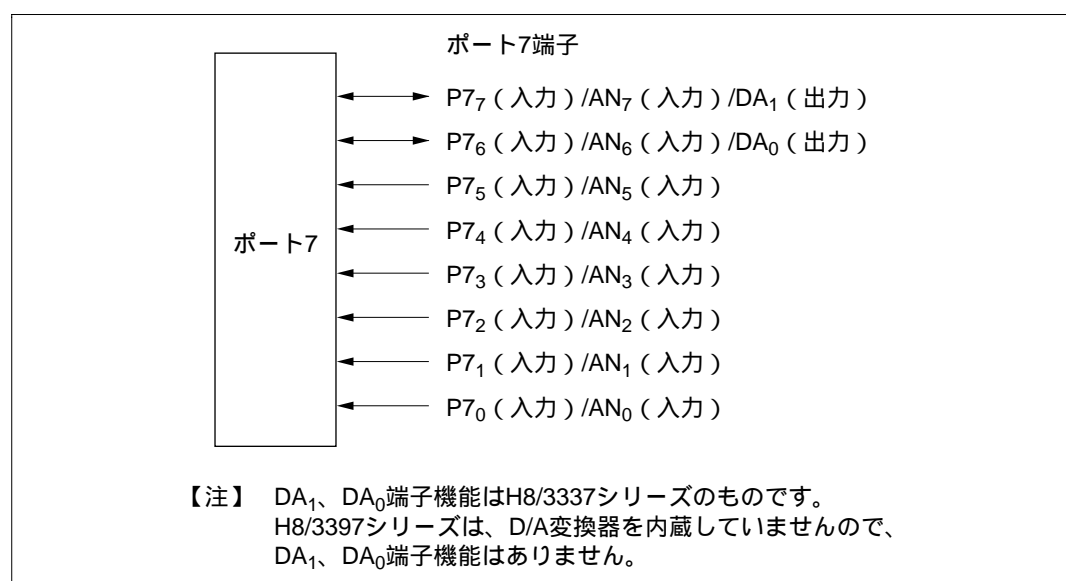 ポート7端子
P7₇(入力)/AN₇(入力)/DA₁(出力)
P7₆(入力)/AN₆(入力)/DA₀(出力)
P7₅(入力)/AN₅(入力)
P7₄(入力)/AN₄(入力)
ポート7
P7₃(入力)/AN₃(入力)
P7₂(入力)/AN₂(入力)
P7₁(入力)/AN₁(入力)
P7₀(入力)/AN₀(入力)
【注】 DA₁、DA₀端子機能はH8/3337シリーズのものです。
H8/3397シリーズは、D/A変換器を内蔵していませんので、
DA₁、DA₀端子機能はありません。